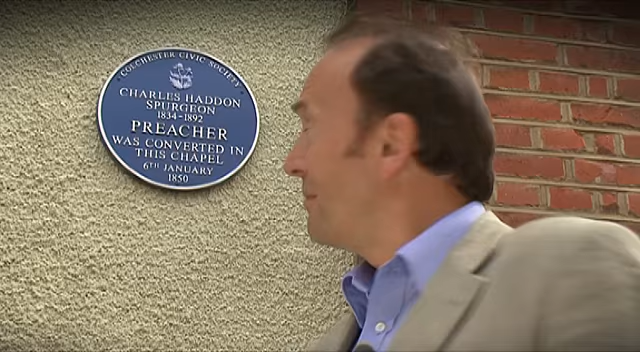 COLCHESTER CIVIC SOCIETY
CHARLES HADDON
SPURGEON
1834-1892
PREACHER
WAS CONVERTED IN
THIS CHAPEL
6TH JANUARY
1850